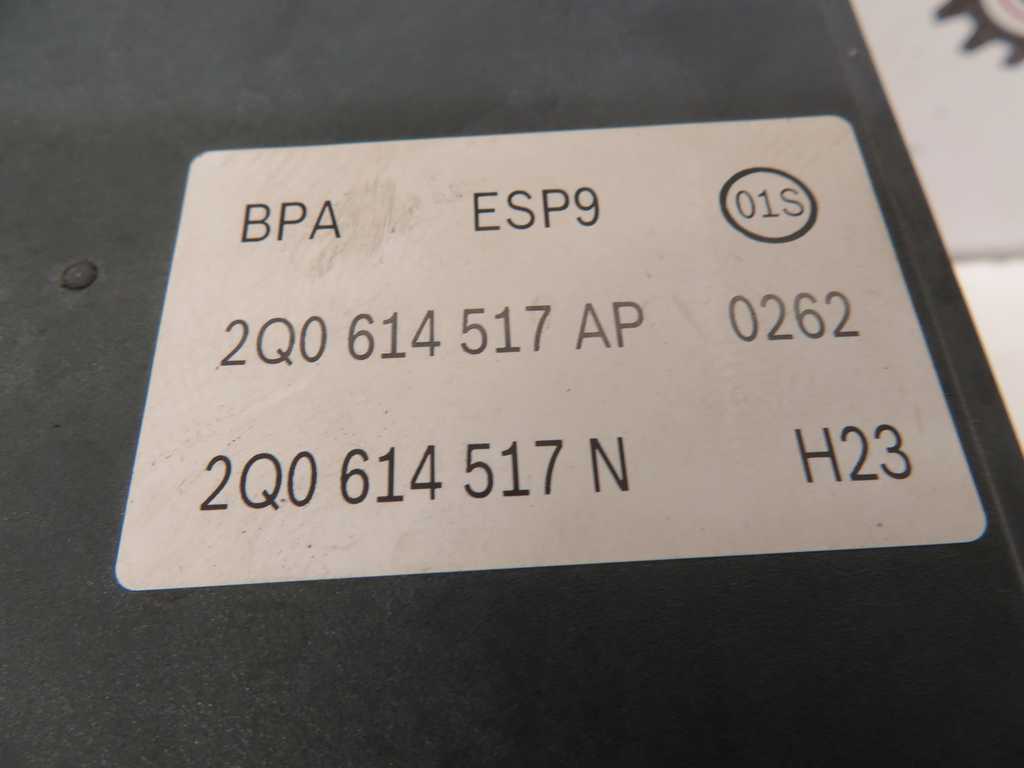 BPA ESP9 01S
2Q0 614 517 AP 0262
2Q0 614 517 N H23